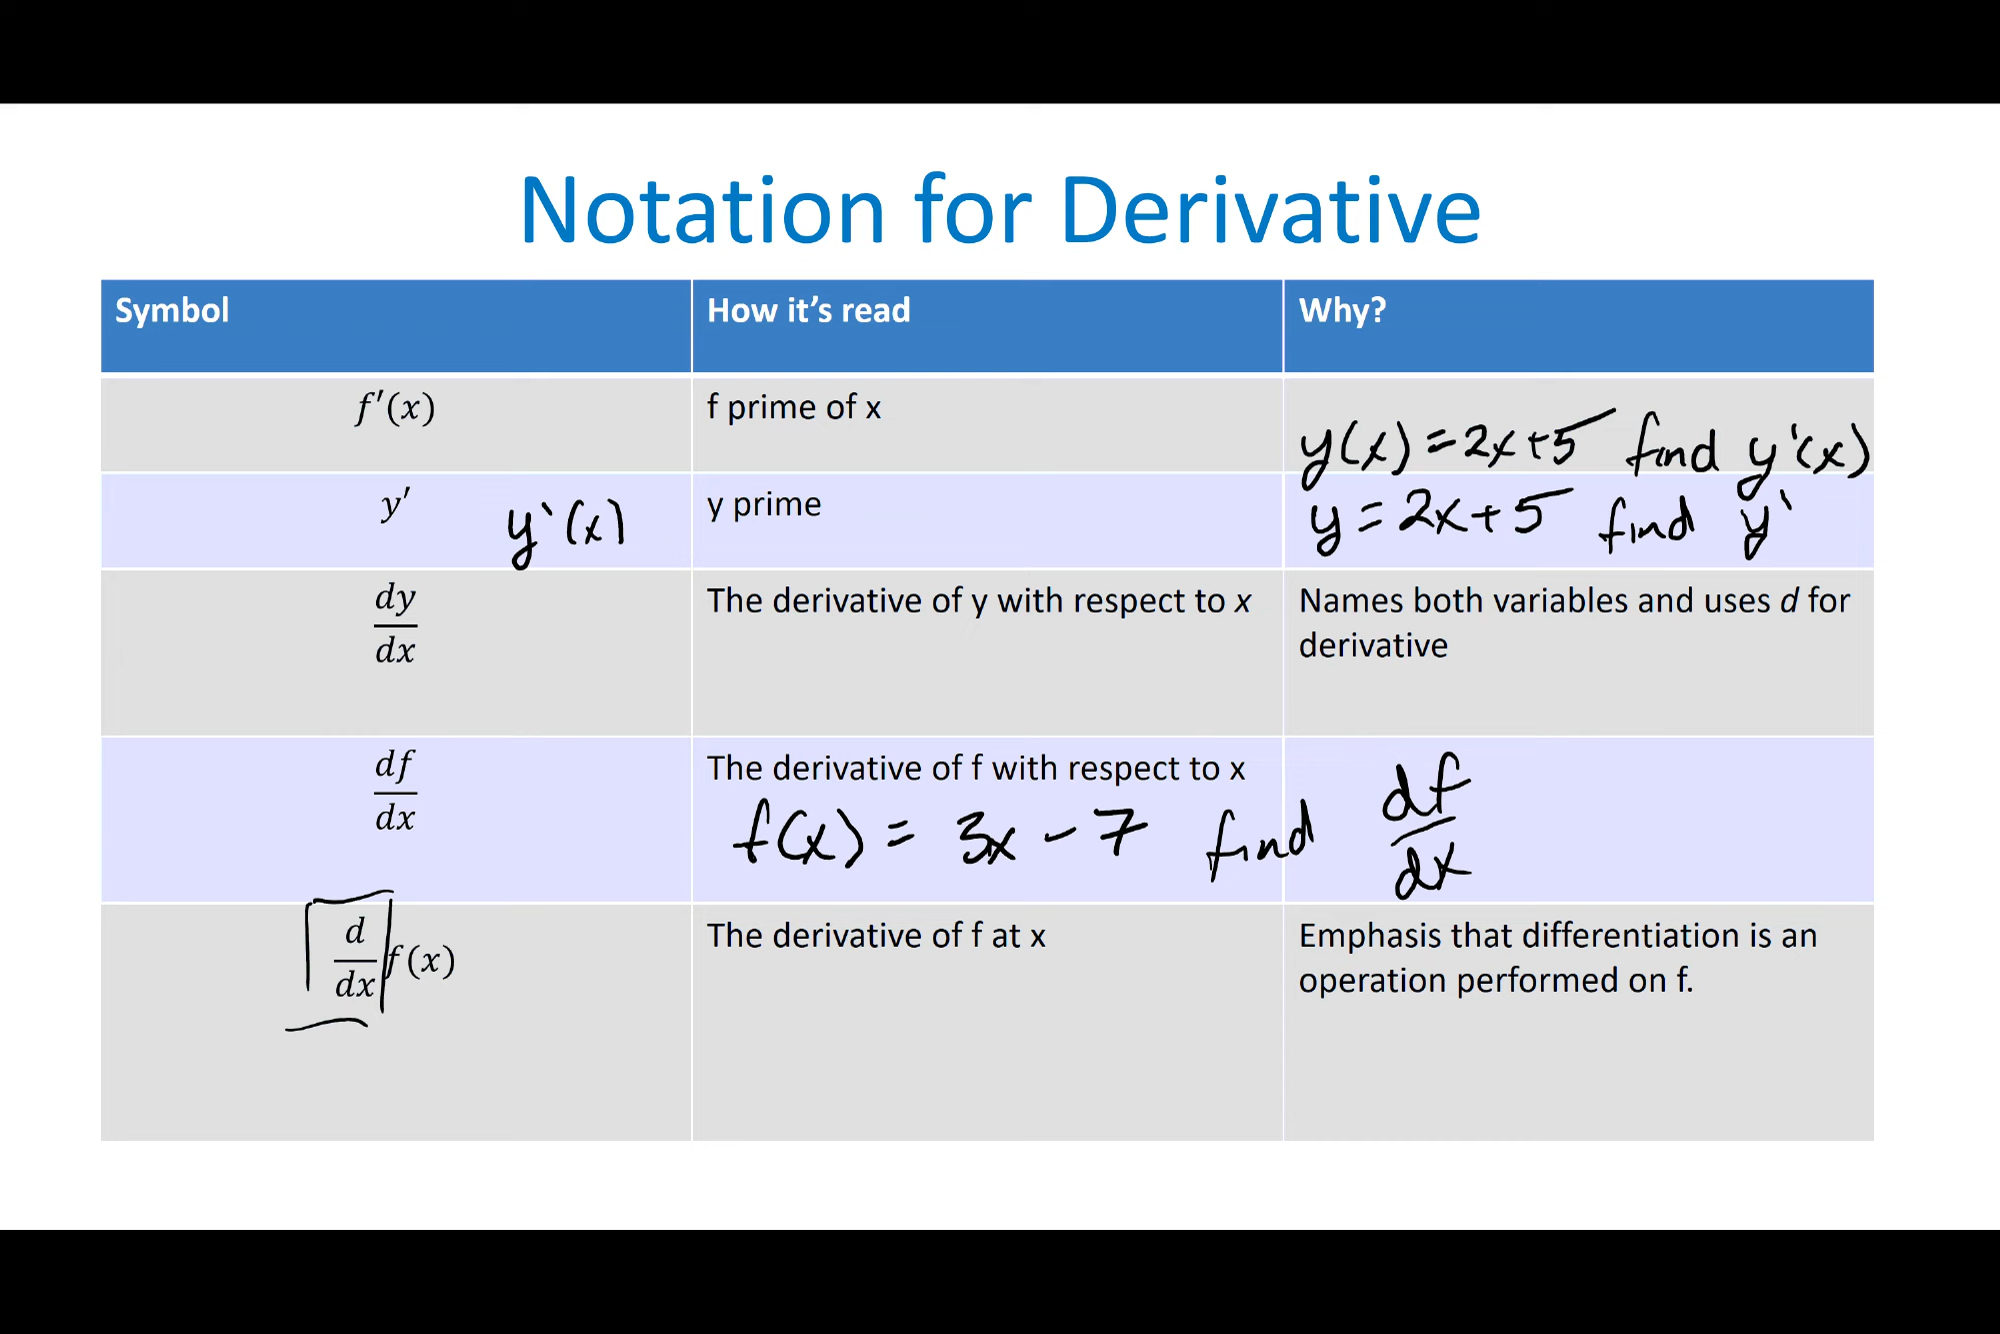 Notation for Derivative
Symbol How it's read Why?
f′(x) f prime of x
y(x) = 2x+5 find y'(x)
y′ y'(x) y prime y = 2x+5 find y'
dy/dx The derivative of y with respect to x Names both variables and uses d for
derivative
df/dx The derivative of f with respect to x
f(x) = 3x - 7 find df/dx
d/dx f(x) The derivative of f at x Emphasis that differentiation is an
operation performed on f.